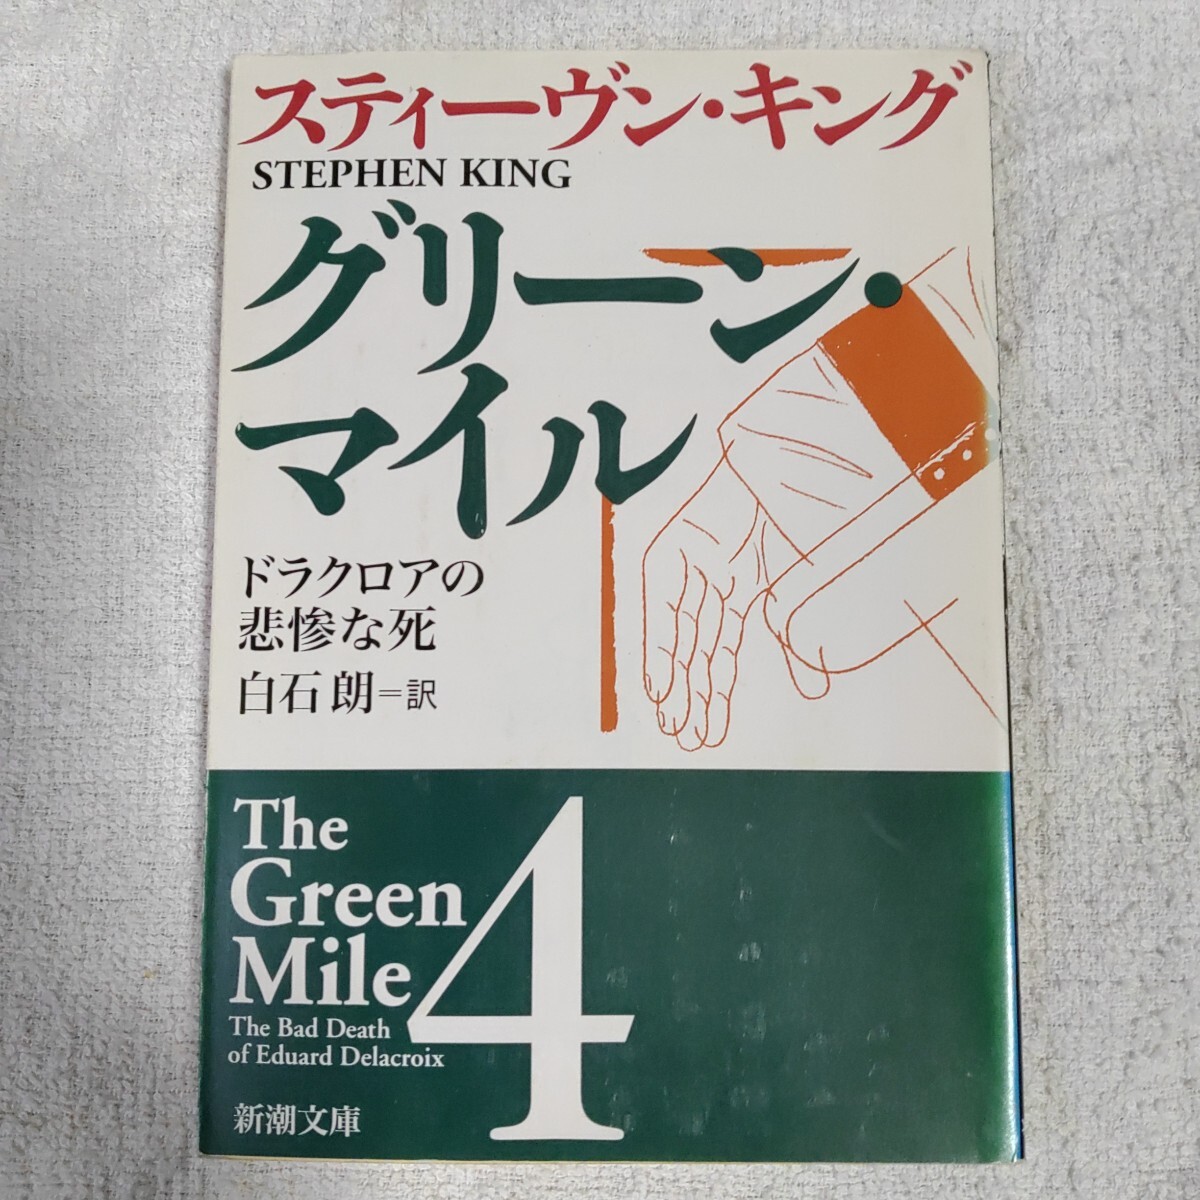 スティーヴン・キング
STEPHEN KING
グリーン・
マイル
ドラクロアの
悲惨な死
白石 朗=訳
The
Green
Mile
4
The Bad Death
of Eduard Delacroix
新潮文庫